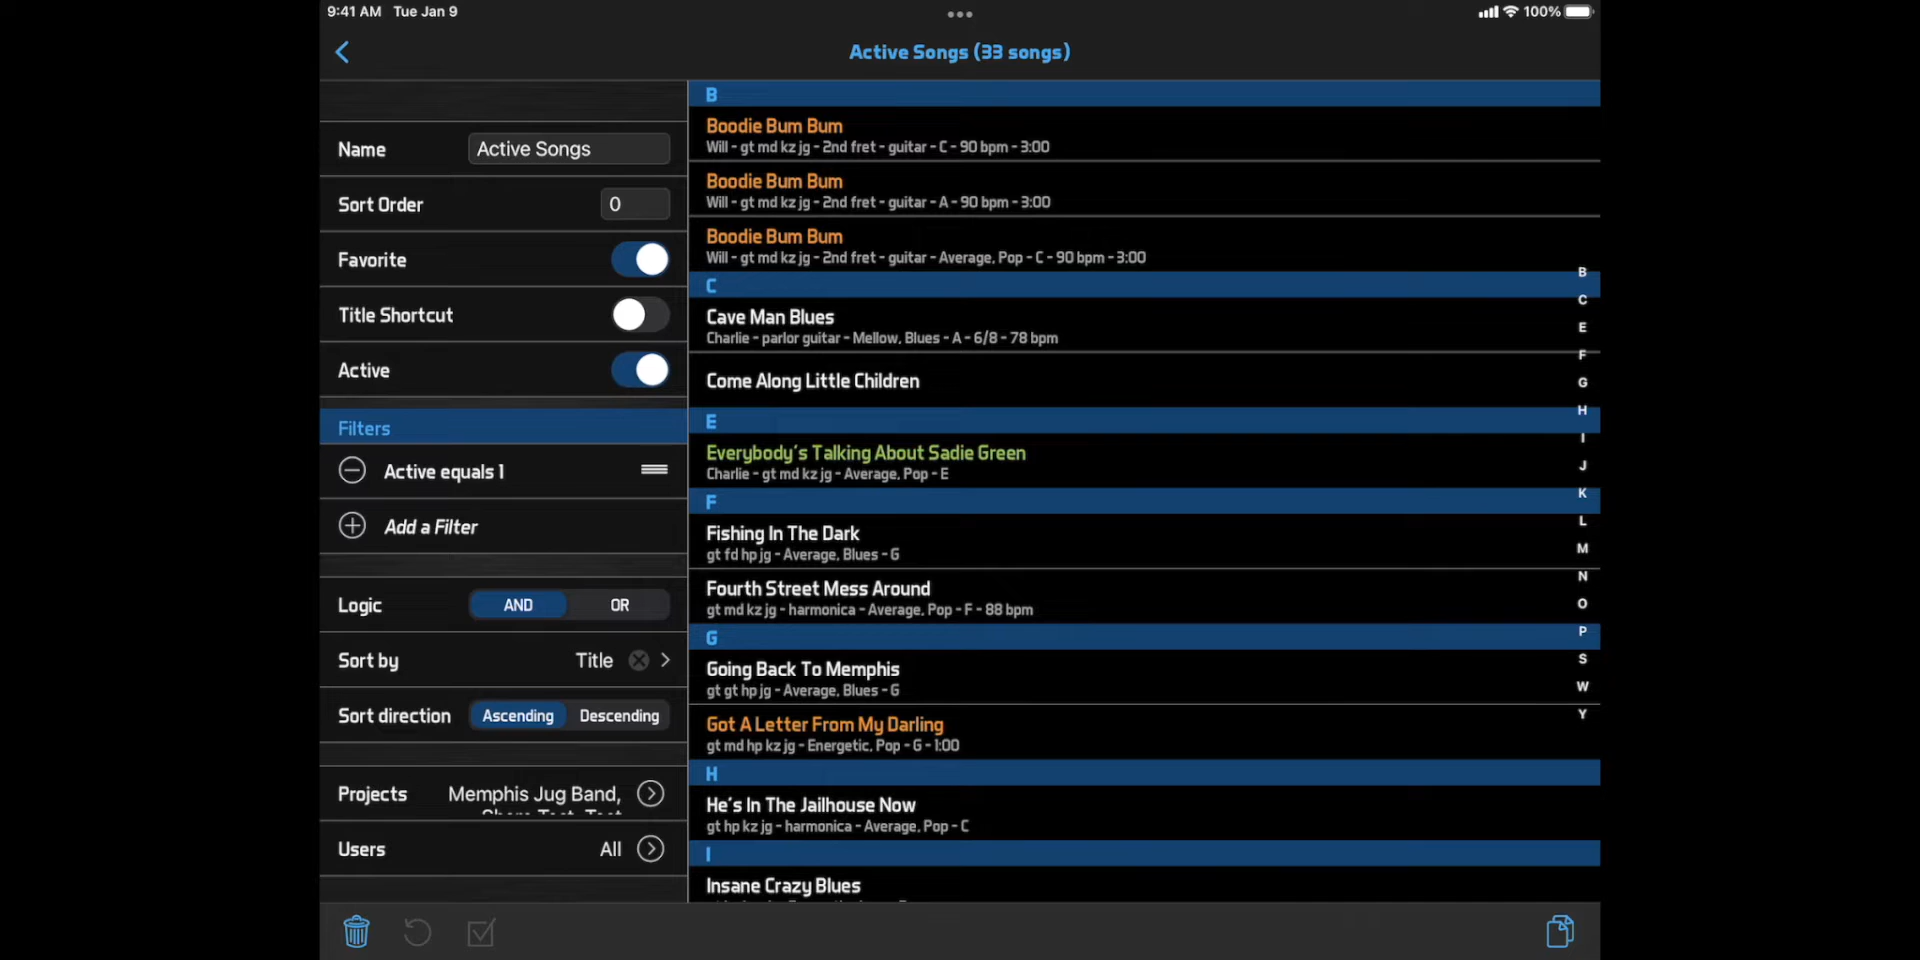 9:41 AM Tue Jan 9
100%
Active Songs (33 songs)
Name Active Songs
Sort Order 0
Favorite
Title Shortcut
Active
Filters
Active equals 1
Add a Filter
Logic AND OR
Sort by Title
Sort direction Ascending Descending
Projects Memphis Jug Band,
Users All
B
Boodie Bum Bum
Will - gt md kz jg - 2nd fret - guitar - C - 90 bpm - 3:00
Boodie Bum Bum
Will - gt md kz jg - 2nd fret - guitar - A - 90 bpm - 3:00
Boodie Bum Bum
Will - gt md kz jg - 2nd fret - guitar - Average, Pop - C - 90 bpm - 3:00
C
Cave Man Blues
Charlie - parlor guitar - Mellow, Blues - A - 6/8 - 78 bpm
Come Along Little Children
E
Everybody's Talking About Sadie Green
Charlie - gt md kz jg - Average, Pop - E
F
Fishing In The Dark
gt fd hp jg - Average, Blues - G
Fourth Street Mess Around
gt md kz jg - harmonica - Average, Pop - F - 88 bpm
G
Going Back To Memphis
gt gt hp jg - Average, Blues - G
Got A Letter From My Darling
gt md hp kz jg - Energetic, Pop - G - 1:00
H
He's In The Jailhouse Now
gt hp kz jg - harmonica - Average, Pop - C
I
Insane Crazy Blues
B
C
E
F
G
H
I
J
K
L
M
N
O
P
S
W
Y